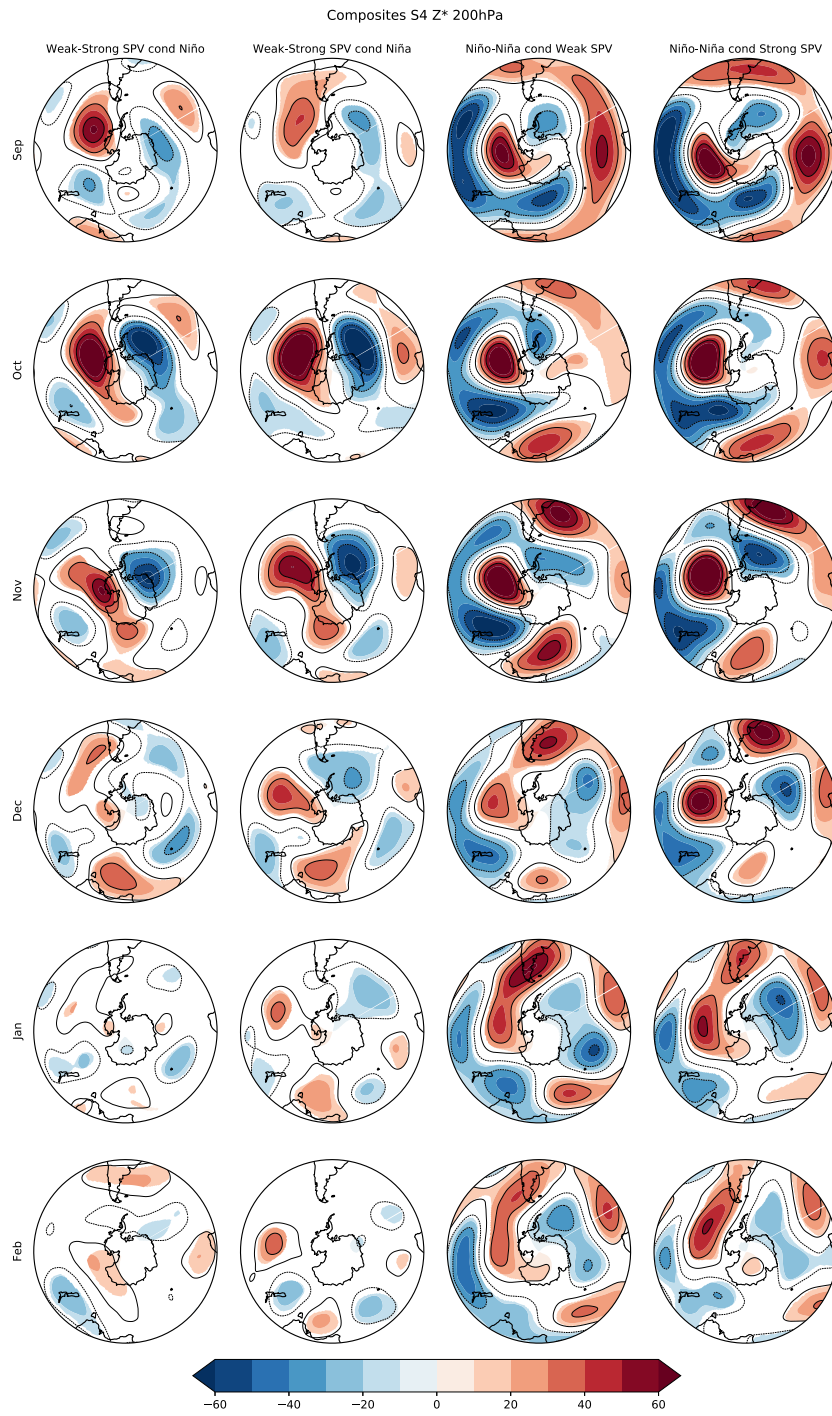 Composites S4 Z* 200hPa
Weak-Strong SPV cond Niño
Weak-Strong SPV cond Niña
Niño-Niña cond Weak SPV
Niño-Niña cond Strong SPV
Sep
Oct
Nov
Dec
Jan
Feb
−60 −40 −20 0 20 40 60